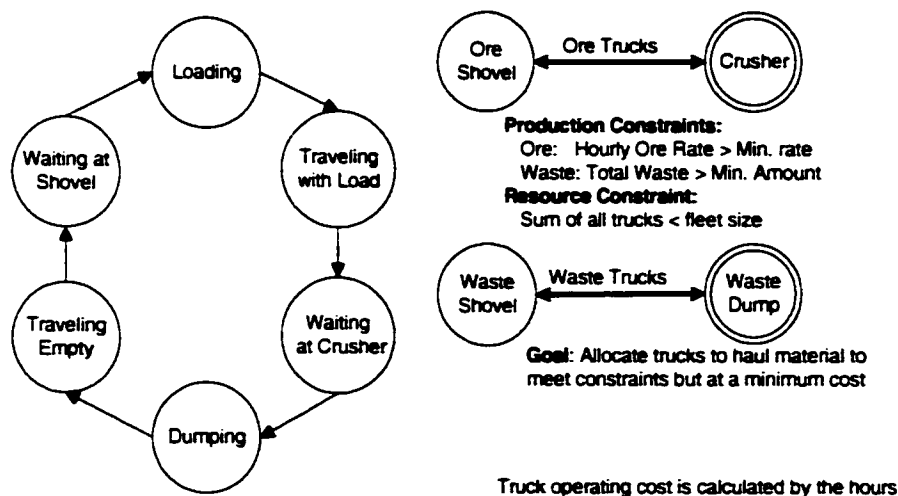 Loading
Traveling
with Load
Waiting
at Crusher
Dumping
Traveling
Empty
Waiting at
Shovel
Ore
Shovel
Ore Trucks
Crusher
Production Constraints:
Ore: Hourly Ore Rate > Min. rate
Waste: Total Waste > Min. Amount
Resource Constraint:
Sum of all trucks < fleet size
Waste
Shovel
Waste Trucks
Waste
Dump
Goal: Allocate trucks to haul material to
meet constraints but at a minimum cost
Truck operating cost is calculated by the hours